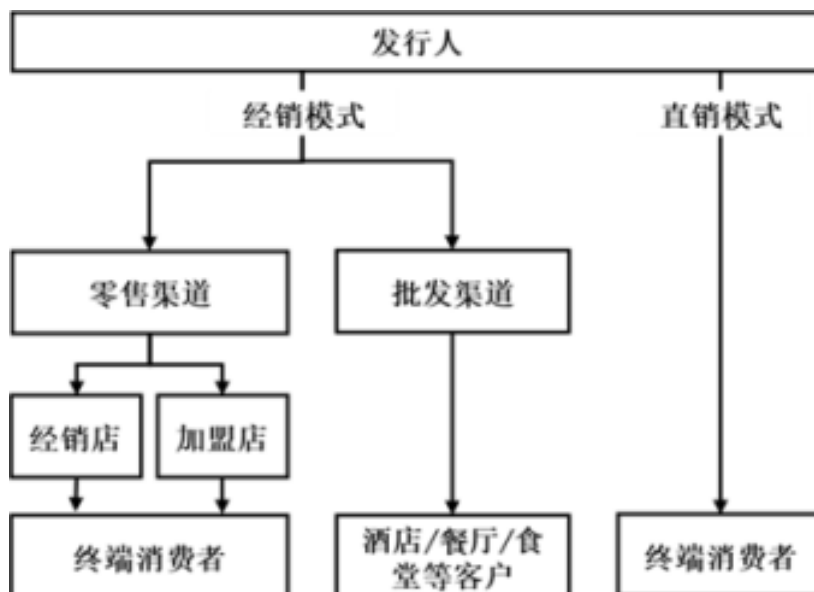 发行人
经销模式
直销模式
零售渠道
批发渠道
经销店
加盟店
终端消费者
酒店/餐厅/食
堂等客户
终端消费者